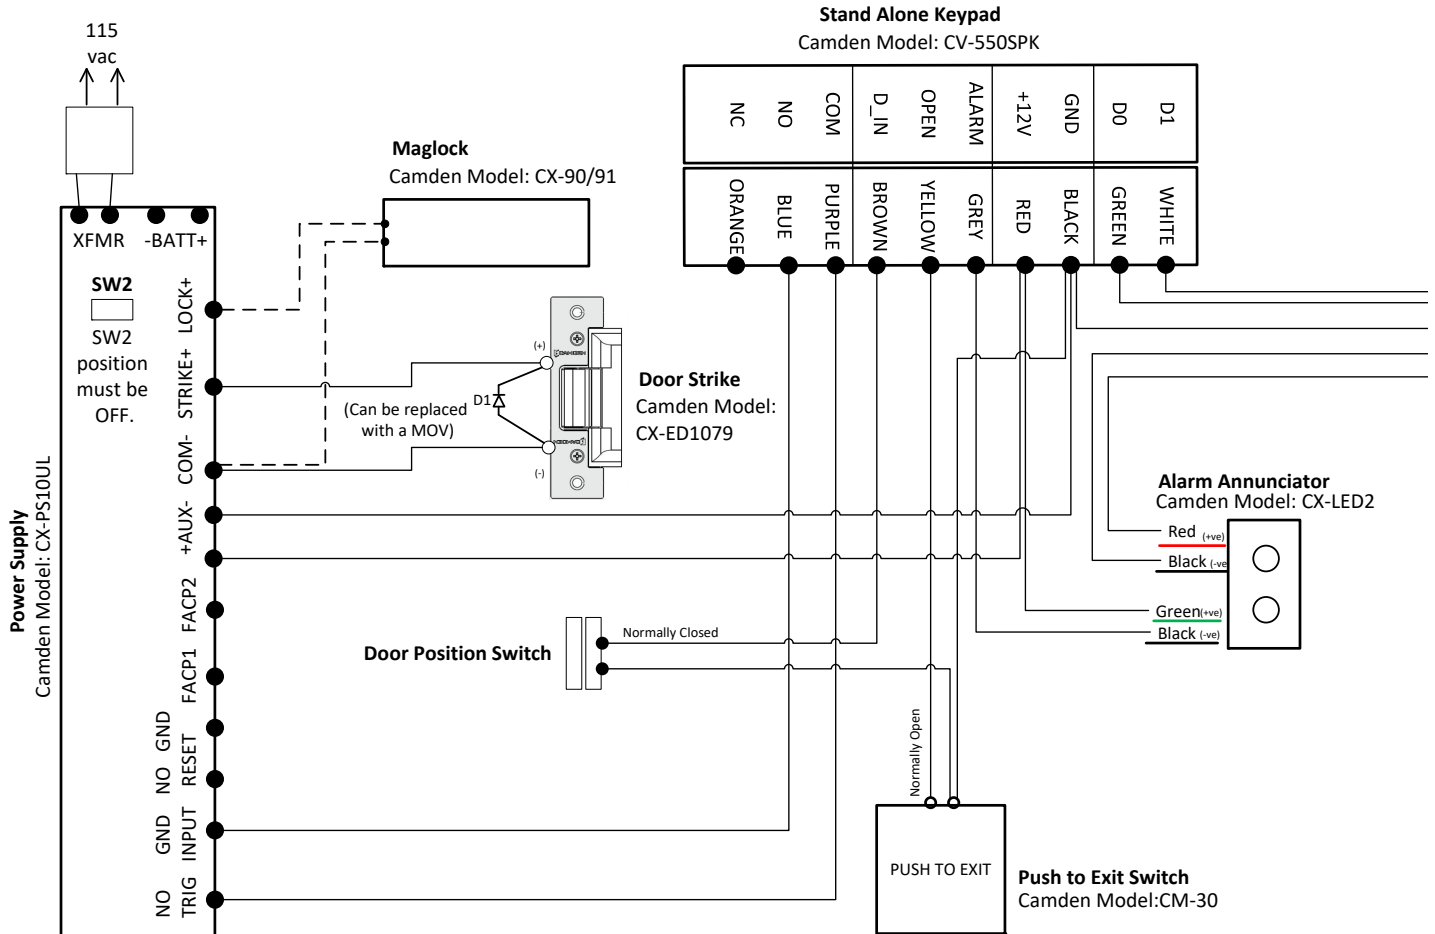 115
vac
Stand Alone Keypad
Camden Model: CV-550SPK
NC
NO
COM
D_IN
OPEN
ALARM
+12V
GND
D0
D1
ORANGE
BLUE
PURPLE
BROWN
YELLOW
GREY
RED
BLACK
GREEN
WHITE
Maglock
Camden Model: CX-90/91
XFMR
-BATT+
SW2
SW2
position
must be
OFF.
LOCK+
STRIKE+
COM-
+AUX-
FACP2
FACP1
GND
NO
RESET
GND
INPUT
NO
TRIG
Power Supply
Camden Model: CX-PS10UL
(+)
CAMDEN
D1
(Can be replaced
with a MOV)
CAMDEN
(-)
Door Strike
Camden Model:
CX-ED1079
Alarm Annunciator
Camden Model: CX-LED2
Red (+ve)
Black (-ve
Green(+ve)
Black (-ve)
Door Position Switch
Normally Closed
Normally Open
PUSH TO EXIT
Push to Exit Switch
Camden Model:CM-30